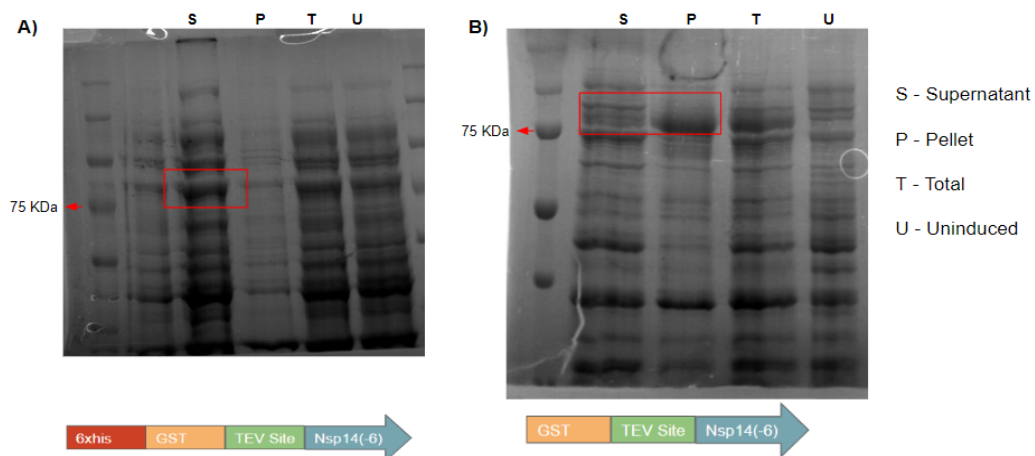 A)
S P T U
75 KDa
6xhis GST TEV Site Nsp14(-6)
B)
S P T U
75 KDa
GST TEV Site Nsp14(-6)
S - Supernatant
P - Pellet
T - Total
U - Uninduced